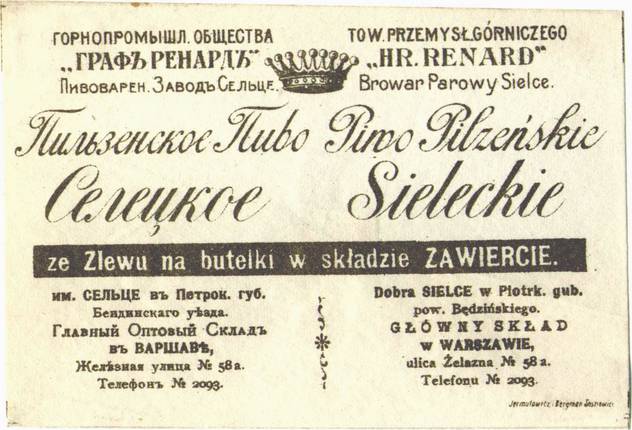 ГОРНОПРОМЫШЛ. ОБЩЕСТВА
„ГРАФЪ РЕНАРДЪ“
ПИВОВАРЕН. ЗАВОДЪ СЕЛЬЦЕ.
TOW. PRZEMYSŁ.GÓRNICZEGO
„HR. RENARD“
Browar Parowy Sielce.
Пильзенское Пиво
Селецкое
Piwo Pilzeńskie
Sieleckie
ze Zlewu na butelki w składzie ZAWIERCIE.
им. СЕЛЬЦЕ въ Петрок. губ.
Бендинскаго уѣзда.
ГЛАВНЫЙ ОПТОВЫЙ СКЛАДЪ
въ ВАРШАВѢ,
Желѣзная улица № 58 а.
Телефонъ № 2093.
Dobra SIELCE w Piotrk. gub.
pow. Będzińskiego.
GŁÓWNY SKŁAD
w WARSZAWIE,
ulica Żelazna № 58 a.
Telefonu № 2093.
Jermułowicz i Bergman Sosnowice